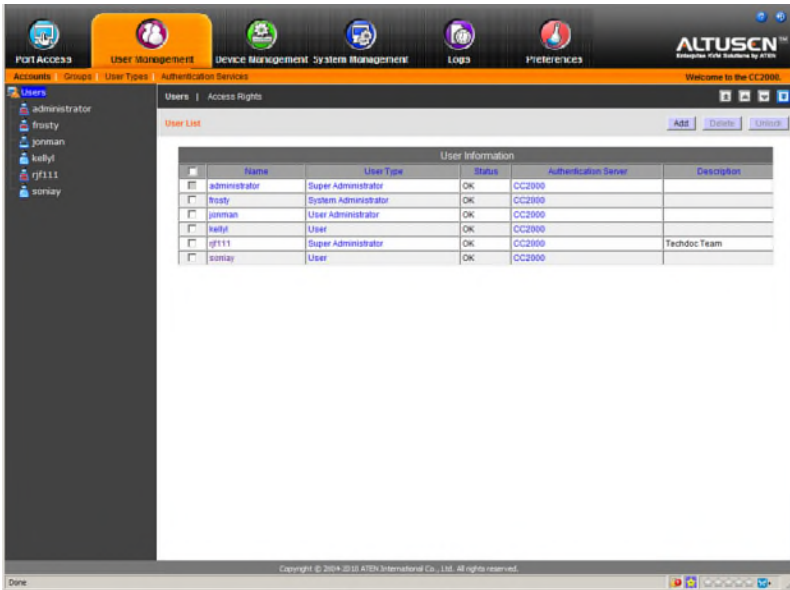 Port Access User Management Device Management System Management Logs Preferences
ALTUSEN™
Enterprise KVM Solutions by ATEN
Accounts | Groups | User Types | Authentication Services
Welcome to the CC2000.
Users
administrator
frosty
jonman
kellyl
rjf111
soniay
Users | Access Rights
User List
Add Delete Unlock
User Information
Name User Type Status Authentication Server Description
administrator Super Administrator OK CC2000
frosty System Administrator OK CC2000
jonman User Administrator OK CC2000
kellyl User OK CC2000
rjf111 Super Administrator OK CC2000 Techdoc Team
soniay User OK CC2000
Copyright © 2004-2010 ATEN International Co., Ltd. All rights reserved.
Done